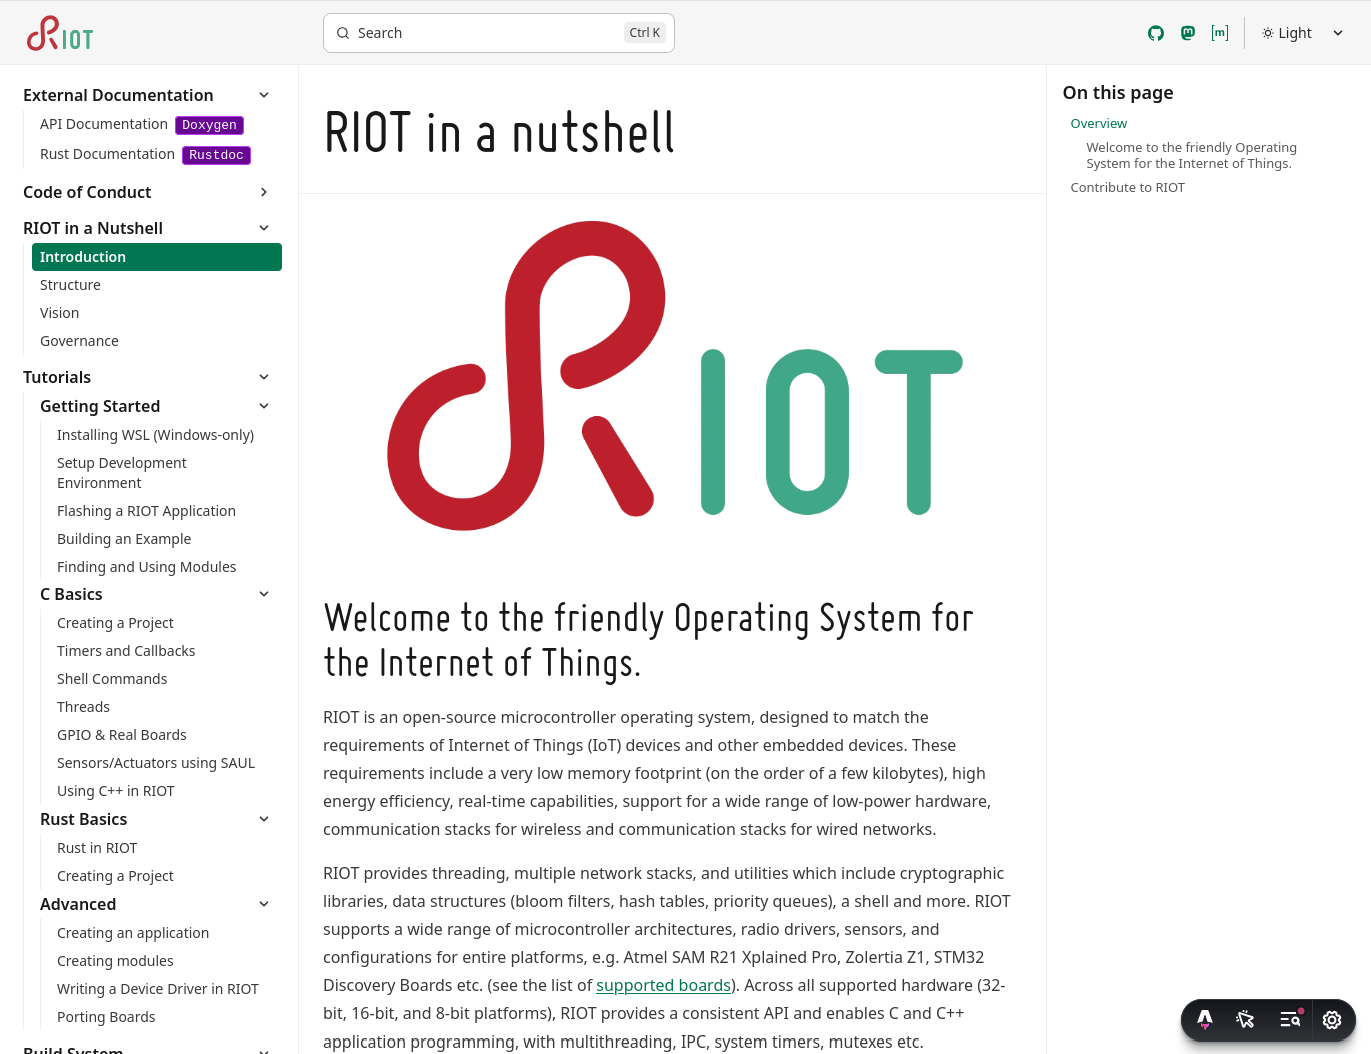 RIOT
Search
Ctrl K
[m]
Light
External Documentation
API Documentation Doxygen
Rust Documentation Rustdoc
Code of Conduct
RIOT in a Nutshell
Introduction
Structure
Vision
Governance
Tutorials
Getting Started
Installing WSL (Windows-only)
Setup Development
Environment
Flashing a RIOT Application
Building an Example
Finding and Using Modules
C Basics
Creating a Project
Timers and Callbacks
Shell Commands
Threads
GPIO & Real Boards
Sensors/Actuators using SAUL
Using C++ in RIOT
Rust Basics
Rust in RIOT
Creating a Project
Advanced
Creating an application
Creating modules
Writing a Device Driver in RIOT
Porting Boards
Build System
RIOT in a nutshell
RIOT
Welcome to the friendly Operating System for
the Internet of Things.
RIOT is an open-source microcontroller operating system, designed to match the
requirements of Internet of Things (IoT) devices and other embedded devices. These
requirements include a very low memory footprint (on the order of a few kilobytes), high
energy efficiency, real-time capabilities, support for a wide range of low-power hardware,
communication stacks for wireless and communication stacks for wired networks.
RIOT provides threading, multiple network stacks, and utilities which include cryptographic
libraries, data structures (bloom filters, hash tables, priority queues), a shell and more. RIOT
supports a wide range of microcontroller architectures, radio drivers, sensors, and
configurations for entire platforms, e.g. Atmel SAM R21 Xplained Pro, Zolertia Z1, STM32
Discovery Boards etc. (see the list of supported boards). Across all supported hardware (32-
bit, 16-bit, and 8-bit platforms), RIOT provides a consistent API and enables C and C++
application programming, with multithreading, IPC, system timers, mutexes etc.
On this page
Overview
Welcome to the friendly Operating
System for the Internet of Things.
Contribute to RIOT